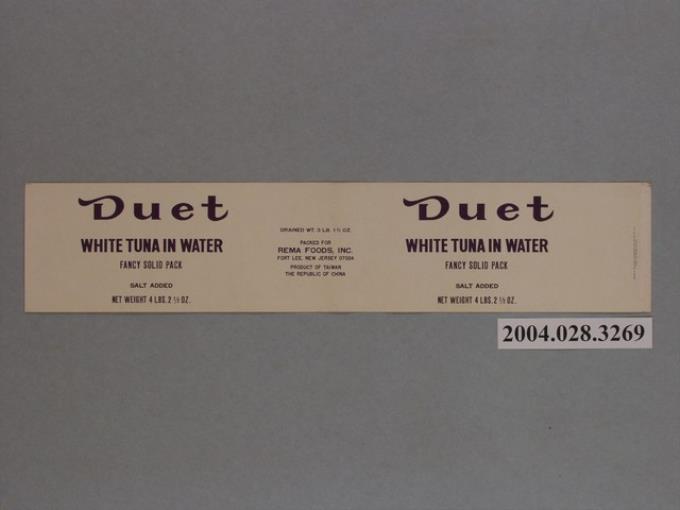 Duet
WHITE TUNA IN WATER
FANCY SOLID PACK
SALT ADDED
NET WEIGHT 4 LBS. 2 ½ OZ.
DRAINED WT. 3 LB. 1½ OZ.
PACKED FOR
REMA FOODS, INC.
FORT LEE, NEW JERSEY 07024
PRODUCT OF TAIWAN
THE REPUBLIC OF CHINA
Duet
WHITE TUNA IN WATER
FANCY SOLID PACK
SALT ADDED
NET WEIGHT 4 LBS. 2 ½ OZ.
2004.028.3269